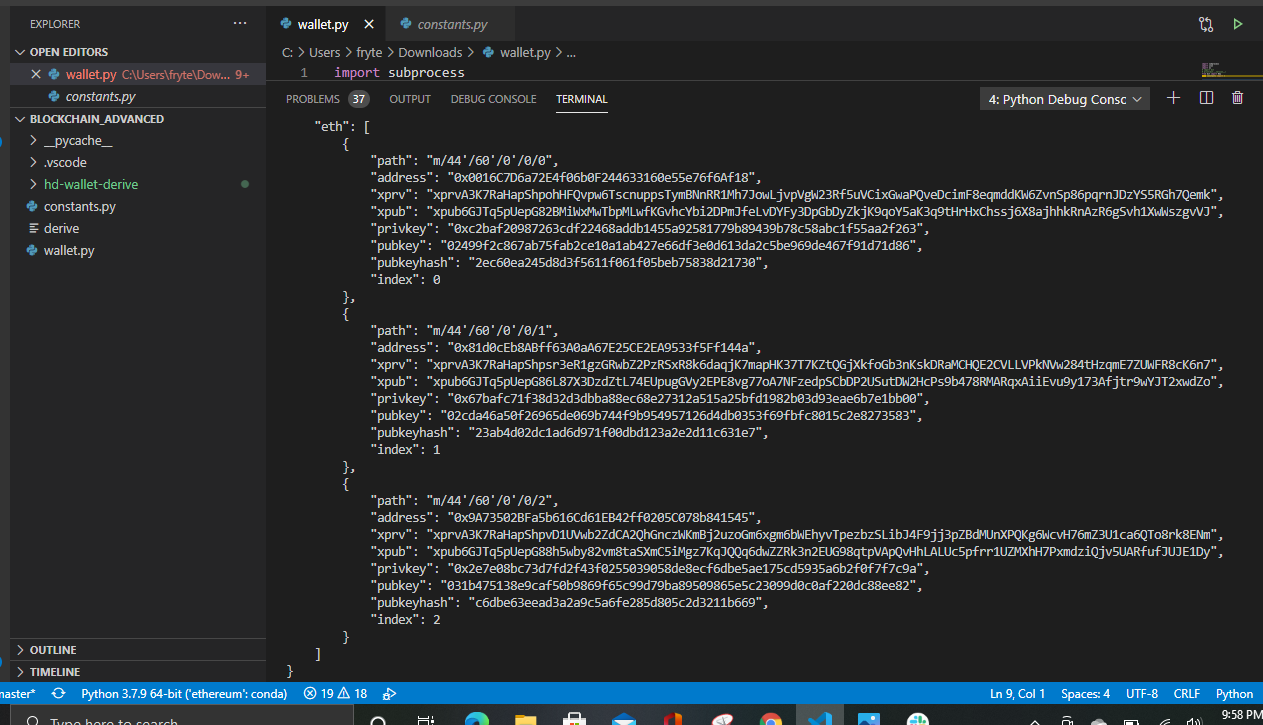 EXPLORER
···
wallet.py
constants.py
OPEN EDITORS
C: > Users > fryte > Downloads > wallet.py > ...
wallet.py C:\Users\fryte\Dow... 9+
1 import subprocess
constants.py
PROBLEMS 37 OUTPUT DEBUG CONSOLE TERMINAL
4: Python Debug Consc
BLOCKCHAIN_ADVANCED
__pycache__
.vscode
hd-wallet-derive
constants.py
derive
wallet.py
"eth": [
{
"path": "m/44'/60'/0'/0/0",
"address": "0x0016C7D6a72E4f06b0F244633160e55e76f6Af18",
"xprv": "xprvA3K7RaHapShpohHFQvpw6TscnuppsTymBNnRR1Mh7JowLjvpVgW23Rf5uVCixGwaPQveDcimF8eqmddKW6ZvnSp86pqrnJDzYS5RGh7Qemk",
"xpub": "xpub6GJTq5pUepG82BMiWxMwTbpMLwfKGvhcYbi2DPmJfeLvDYFy3DpGbDyZkjK9qoY5aK3q9tHrHxChssj6X8ajhhkRnAzR6gSvh1XwWszgvVJ",
"privkey": "0xc2baf20987263cdf22468addb1455a92581779b89439b78c58abc1f55aa2f263",
"pubkey": "02499f2c867ab75fab2ce10a1ab427e66df3e0d613da2c5be969de467f91d71d86",
"pubkeyhash": "2ec60ea245d8d3f5611f061f05beb75838d21730",
"index": 0
},
{
"path": "m/44'/60'/0'/0/1",
"address": "0x81d0cEb8ABff63A0aA67E25CE2EA9533f5Ff144a",
"xprv": "xprvA3K7RaHapShpsr3eR1gzGRwbZ2PzRSxR8k6daqjK7mapHK37T7KZtQGjXkfoGb3nKskDRaMCHQE2CVLLVPkNVw284tHzqmE7ZUWFR8cK6n7",
"xpub": "xpub6GJTq5pUepG86L87X3DzdZtL74EUpugGVy2EPE8vg77oA7NFzedpSCbDP2USutDW2HcPs9b478RMARqxAiiEvu9y173Afjtr9wYJT2xwdZo",
"privkey": "0x67bafc71f38d32d3dbba88ec68e27312a515a25bfd1982b03d93eae6b7e1bb00",
"pubkey": "02cda46a50f26965de069b744f9b954957126d4db0353f69fbfc8015c2e8273583",
"pubkeyhash": "23ab4d02dc1ad6d971f00dbd123a2e2d11c631e7",
"index": 1
},
{
"path": "m/44'/60'/0'/0/2",
"address": "0x9A73502BFa5b616Cd61EB42ff0205C078b841545",
"xprv": "xprvA3K7RaHapShpvD1UVwb2ZdCA2QhGnczWKmBj2uzoGm6xgm6bWEhyvTpezbzSLibJ4F9jj3pZBdMUnXPQKg6WcvH76mZ3U1ca6QTo8rk8ENm",
"xpub": "xpub6GJTq5pUepG88h5wby82vm8taSXmC5iMgz7KqJQQq6dwZZRk3n2EUG98qtpVApQvHhLALUc5pfrr1UZMXhH7PxmdziQjv5UARfufJUJE1Dy",
"privkey": "0x2e7e08bc73d7fd2f43f0255039058de8ecf6dbe5ae175cd5935a6b2f0f7f7c9a",
"pubkey": "031b475138e9caf50b9869f65c99d79ba89509865e5c23099d0c0af220dc88ee82",
"pubkeyhash": "c6dbe63eead3a2a9c5a6fe285d805c2d3211b669",
"index": 2
}
]
}
OUTLINE
TIMELINE
master* Python 3.7.9 64-bit ('ethereum': conda) 19 18
Ln 9, Col 1 Spaces: 4 UTF-8 CRLF Python
Type here to search
9:58 PM